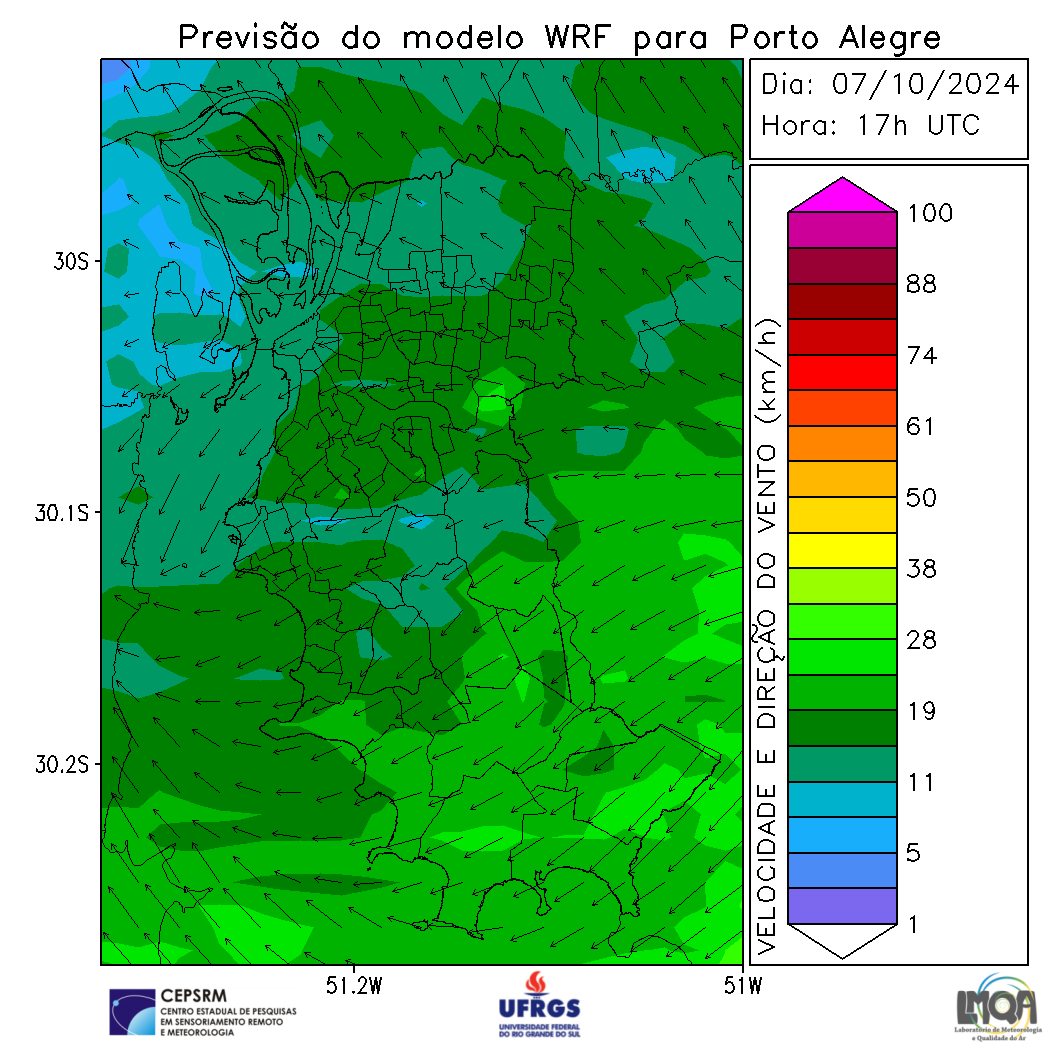 Previsão do modelo WRF para Porto Alegre
Dia: 07/10/2024
Hora: 17h UTC
30S
30.1S
30.2S
51.2W
51W
VELOCIDADE E DIREÇÃO DO VENTO (km/h)
100
88
74
61
50
38
28
19
11
5
1
CEPSRM
CENTRO ESTADUAL DE PESQUISAS
EM SENSORIAMENTO REMOTO
E METEOROLOGIA
UFRGS
UNIVERSIDADE FEDERAL
DO RIO GRANDE DO SUL
LMQA
Laboratório de Meteorologia
e Qualidade do Ar